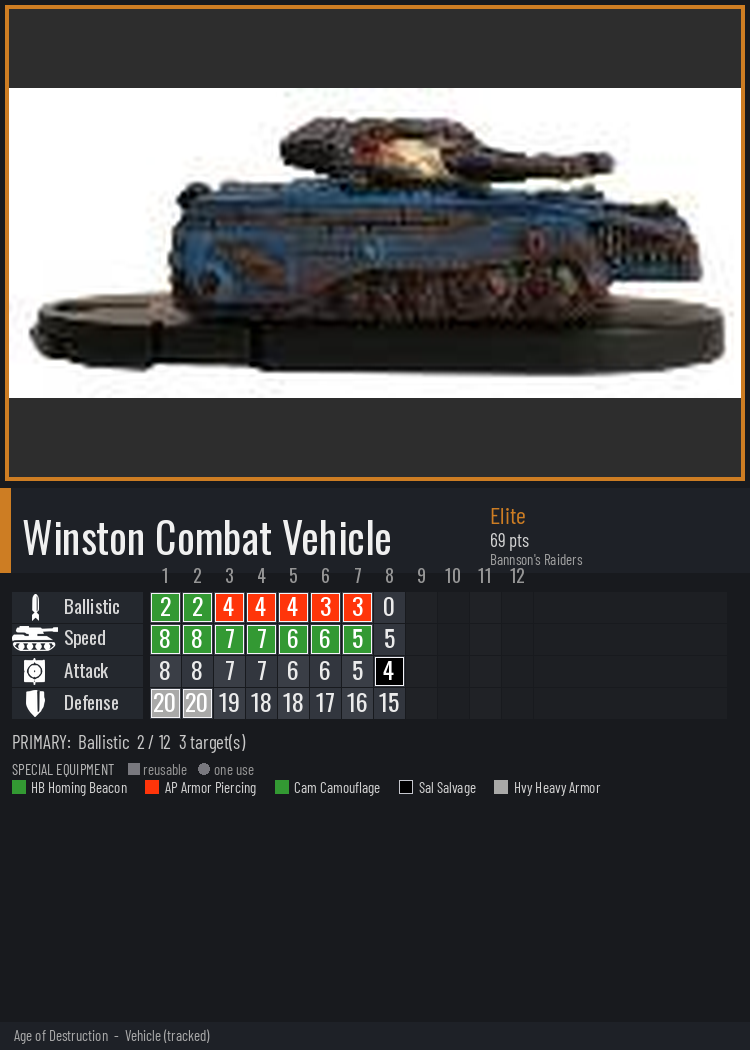 Winston Combat Vehicle
Elite
69 pts
Bannson's Raiders
1 2 3 4 5 6 7 8 9 10 11 12
Ballistic 2 2 4 4 4 3 3 0
Speed 8 8 7 7 6 6 5 5
Attack 8 8 7 7 6 6 5 4
Defense 20 20 19 18 18 17 16 15
PRIMARY: Ballistic 2 / 12 3 target(s)
SPECIAL EQUIPMENT reusable one use
HB Homing Beacon AP Armor Piercing Cam Camouflage Sal Salvage Hvy Heavy Armor
Age of Destruction - Vehicle (tracked)